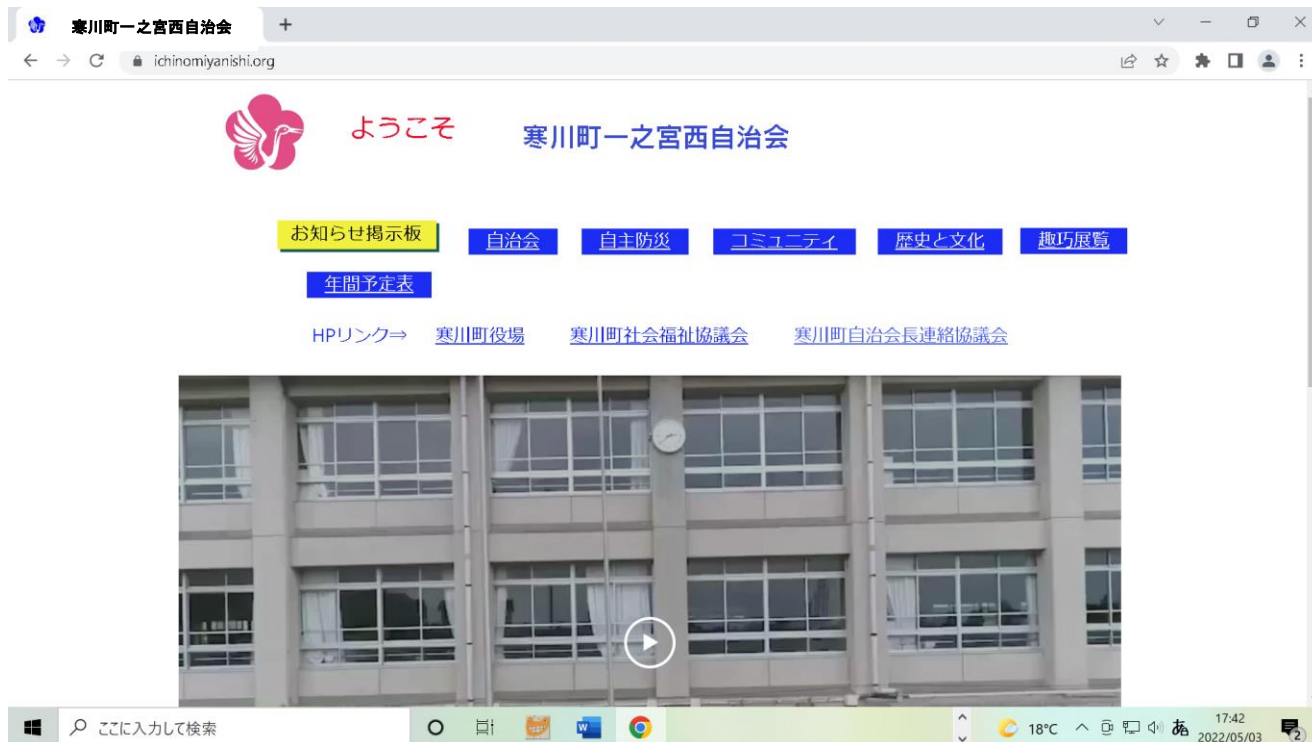 寒川町一之宮西自治会
ichinomiyanishi.org
ようこそ 寒川町一之宮西自治会
お知らせ掲示板 自治会 自主防災 コミュニティ 歴史と文化 趣巧展覧
年間予定表
HPリンク⇒ 寒川町役場 寒川町社会福祉協議会 寒川町自治会長連絡協議会
ここに入力して検索 18°C あ 17:42
2022/05/03 2